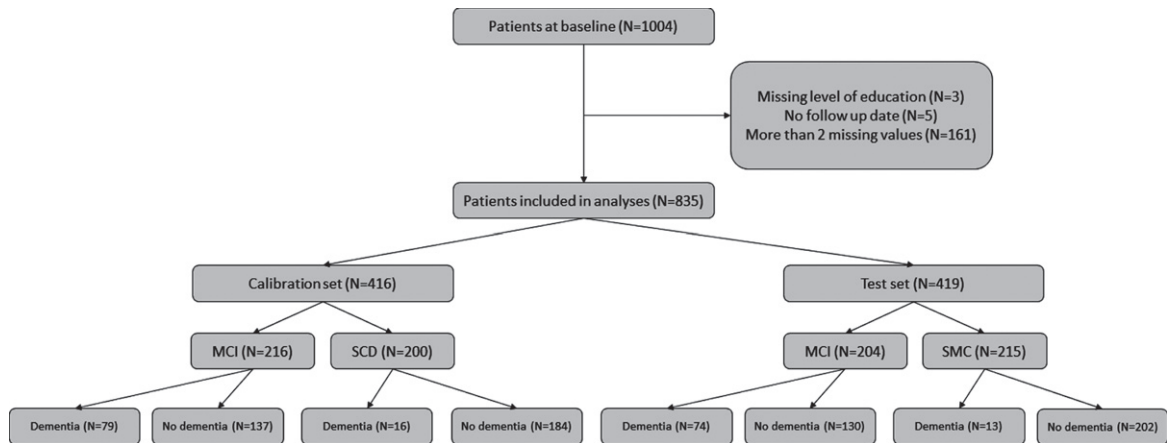 Patients at baseline (N=1004)
Missing level of education (N=3)
No follow up date (N=5)
More than 2 missing values (N=161)
Patients included in analyses (N=835)
Calibration set (N=416)
Test set (N=419)
MCI (N=216)
SCD (N=200)
MCI (N=204)
SMC (N=215)
Dementia (N=79)
No dementia (N=137)
Dementia (N=16)
No dementia (N=184)
Dementia (N=74)
No dementia (N=130)
Dementia (N=13)
No dementia (N=202)